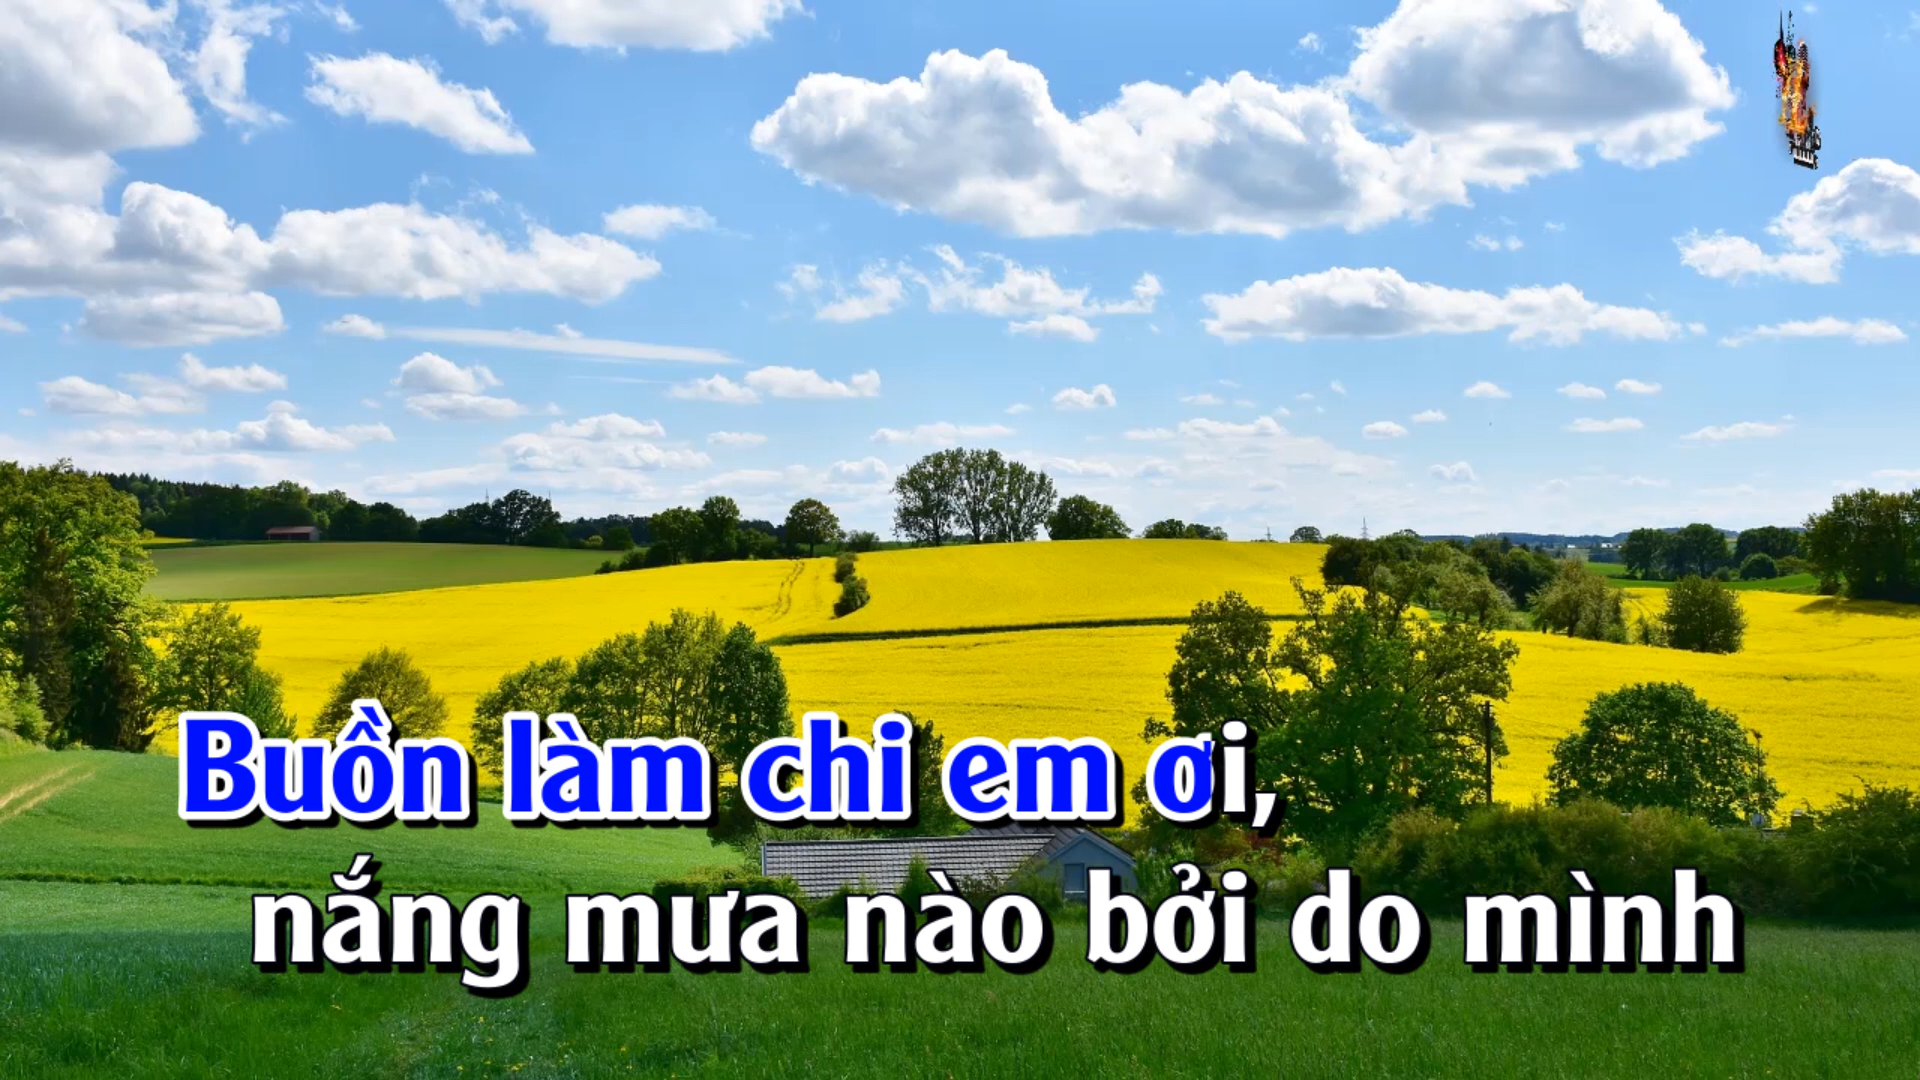 Buồn làm chi em ơi,
nắng mưa nào bởi do mình